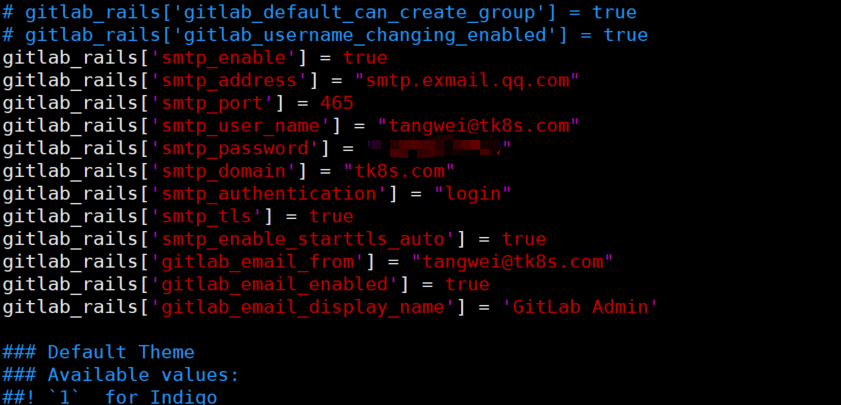 # gitlab_rails['gitlab_default_can_create_group'] = true
# gitlab_rails['gitlab_username_changing_enabled'] = true
gitlab_rails['smtp_enable'] = true
gitlab_rails['smtp_address'] = "smtp.exmail.qq.com"
gitlab_rails['smtp_port'] = 465
gitlab_rails['smtp_user_name'] = "tangwei@tk8s.com"
gitlab_rails['smtp_password'] = "
gitlab_rails['smtp_domain'] = "tk8s.com"
gitlab_rails['smtp_authentication'] = "login"
gitlab_rails['smtp_tls'] = true
gitlab_rails['smtp_enable_starttls_auto'] = true
gitlab_rails['gitlab_email_from'] = "tangwei@tk8s.com"
gitlab_rails['gitlab_email_enabled'] = true
gitlab_rails['gitlab_email_display_name'] = 'GitLab Admin'
### Default Theme
### Available values:
##! `1`  for Indigo